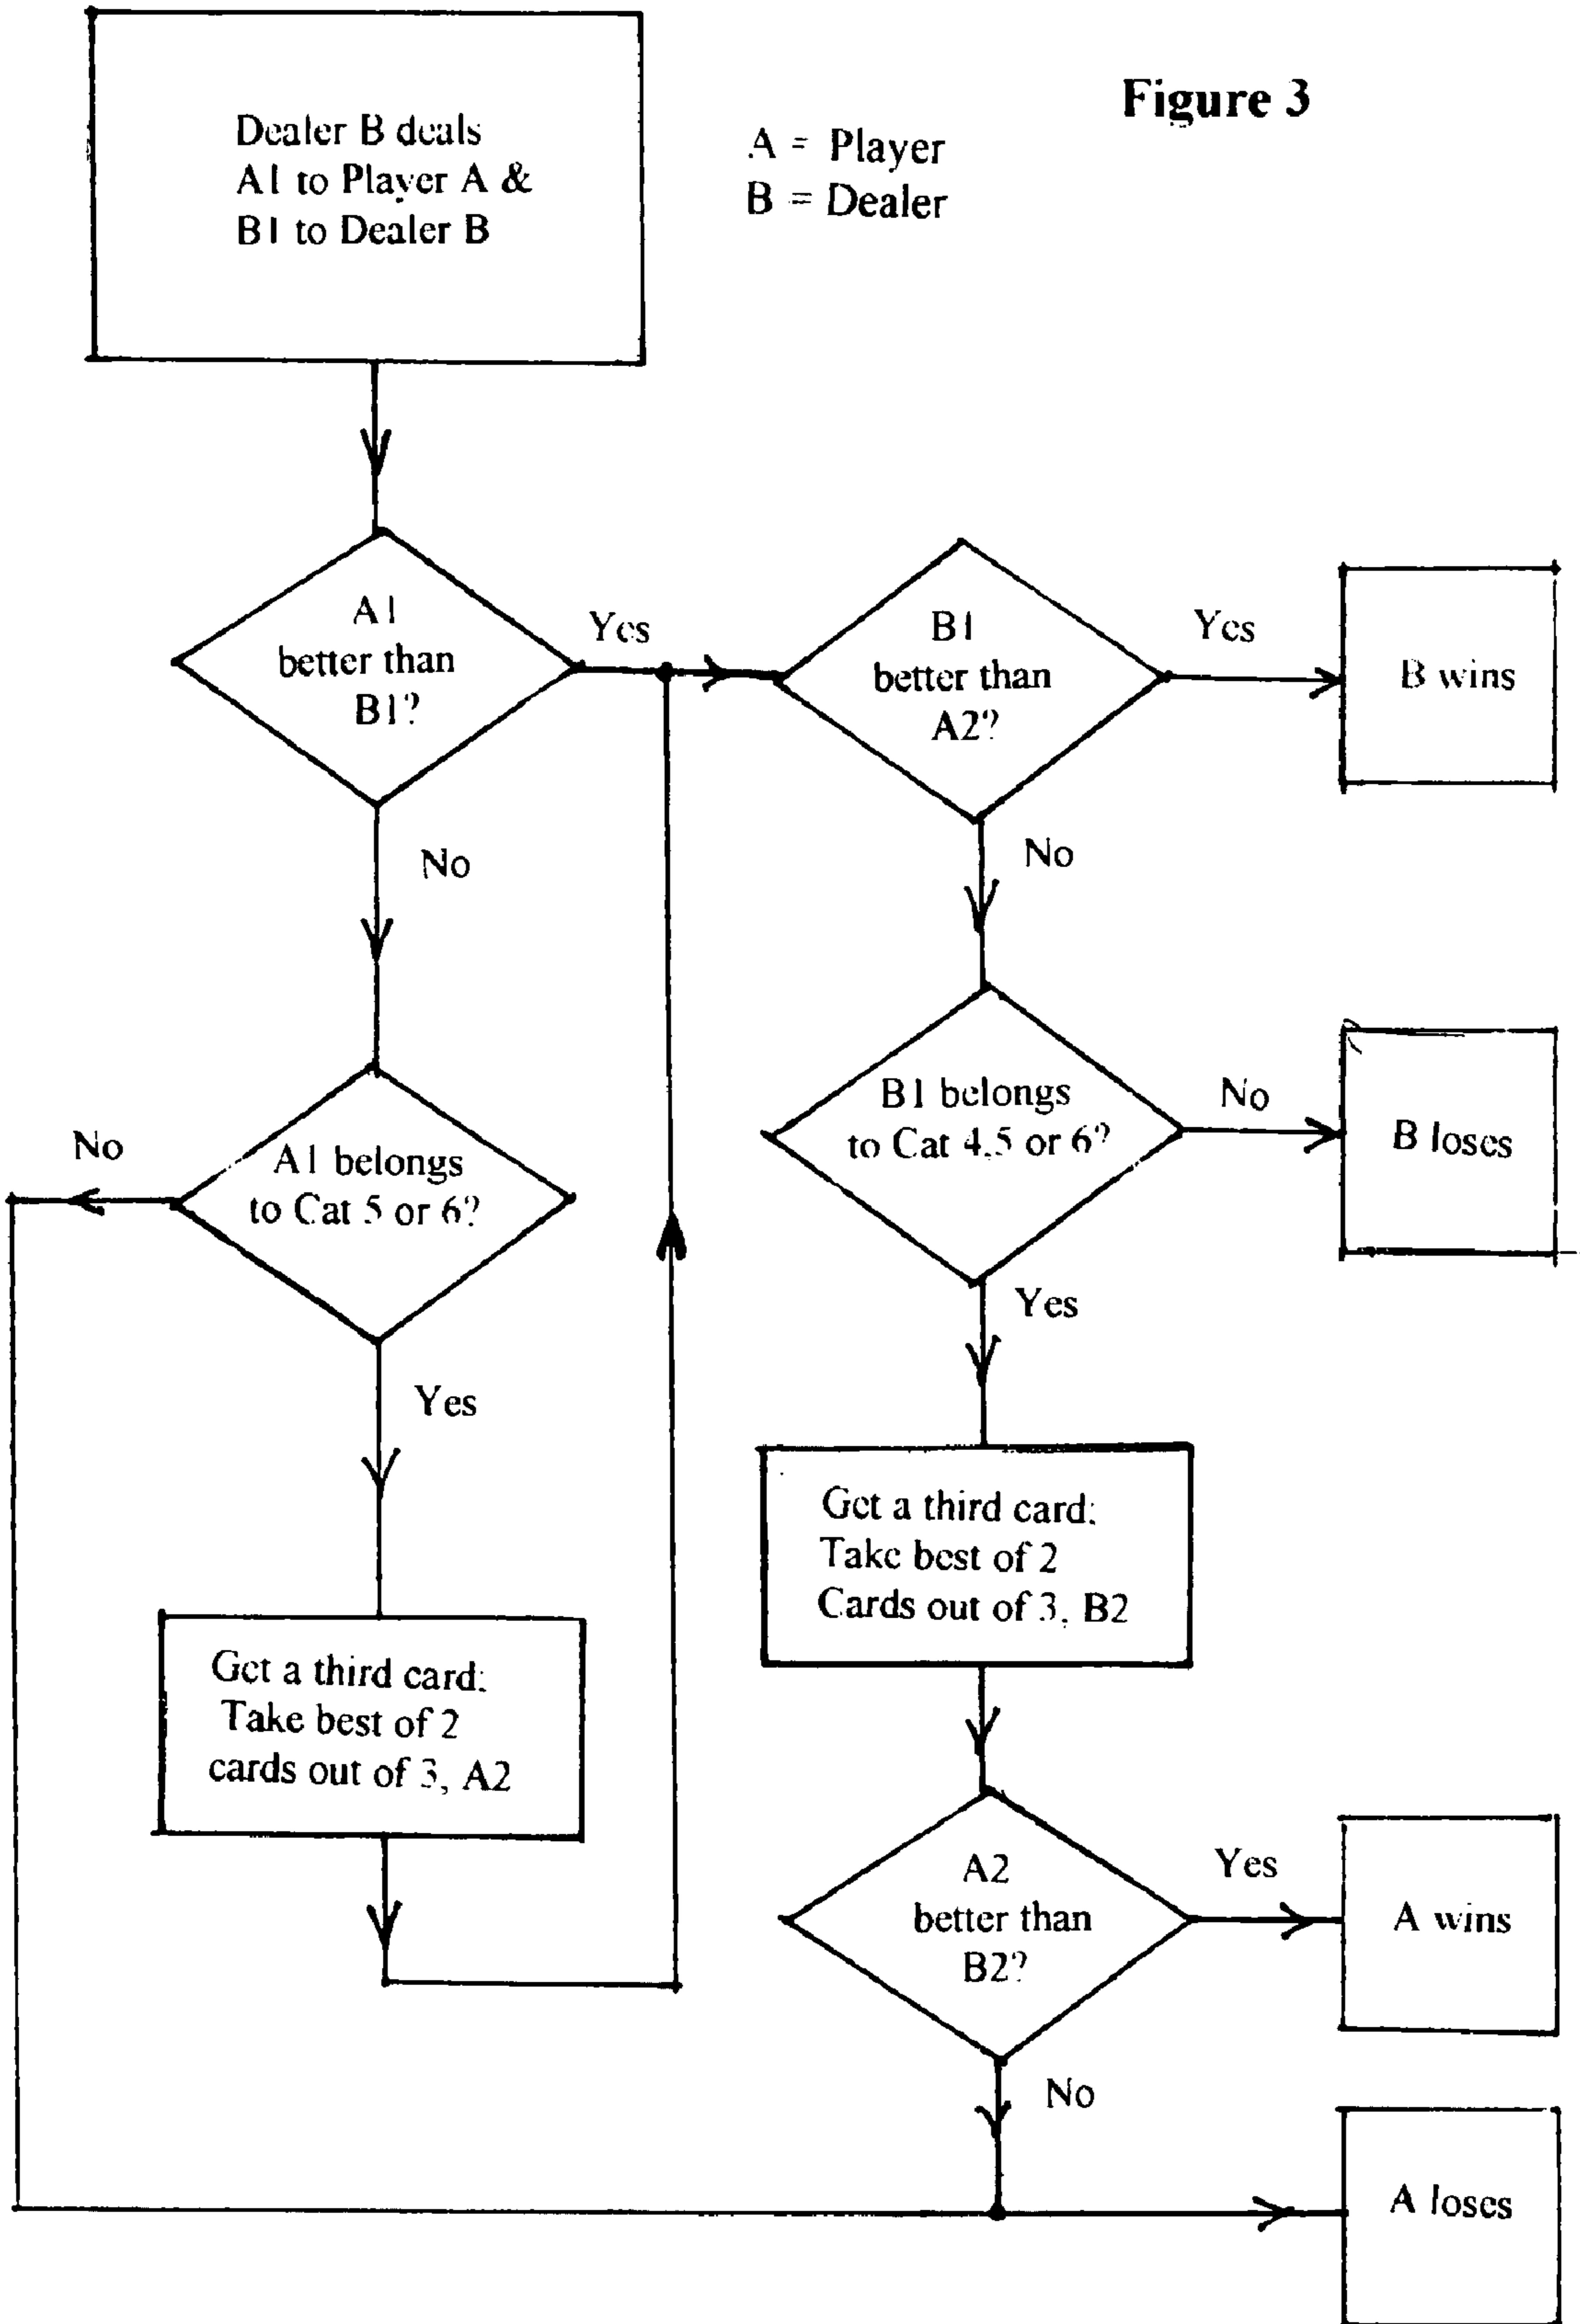 Figure 3
Dealer B deals
A1 to Player A &
B1 to Dealer B
A = Player
B = Dealer
A1
better than
B1?
Yes
B1
better than
A2?
Yes
B wins
No
No
A1 belongs
to Cat 5 or 6?
No
B1 belongs
to Cat 4,5 or 6?
No
B loses
Yes
Yes
Get a third card:
Take best of 2
cards out of 3, A2
Get a third card:
Take best of 2
Cards out of 3, B2
A2
better than
B2?
Yes
A wins
No
A loses